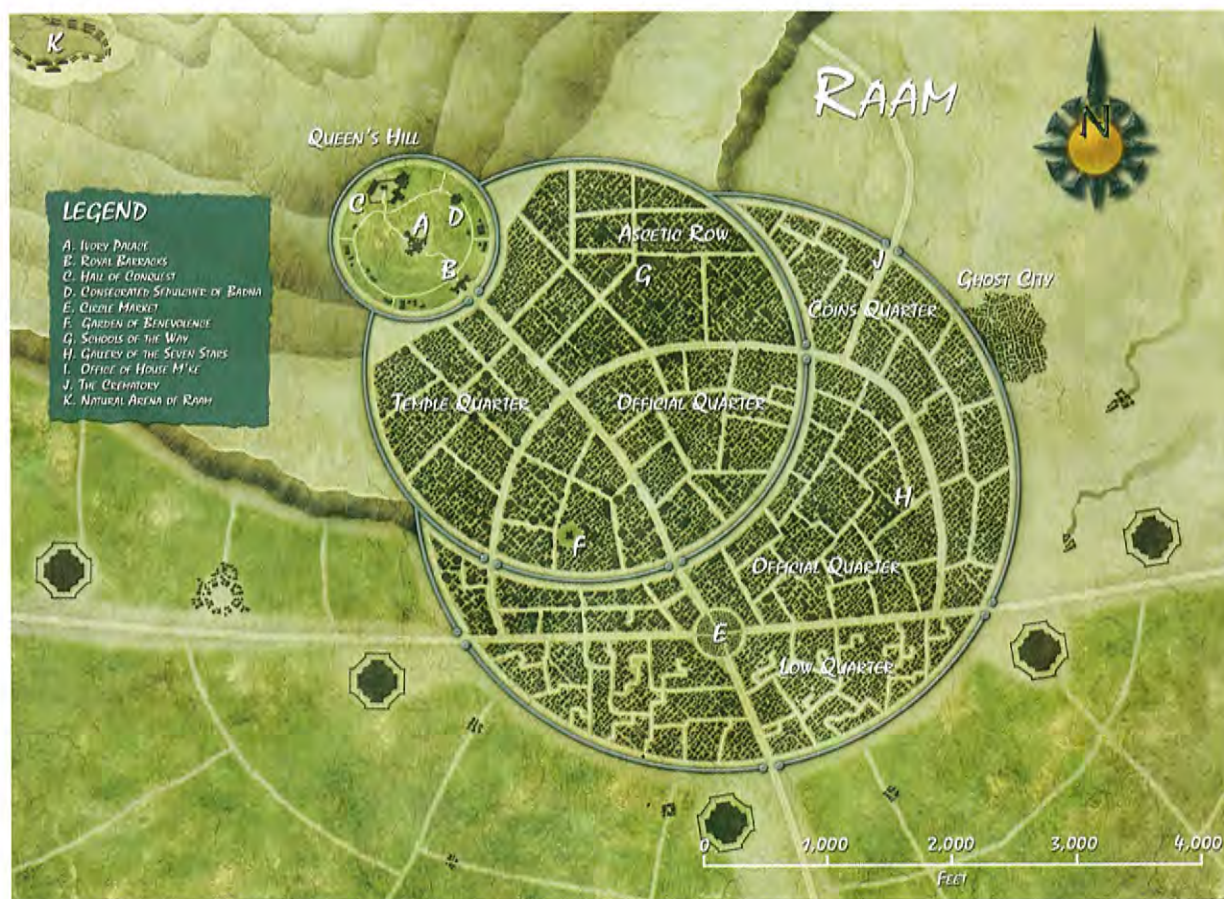 K
RAAM
N
QUEEN'S HILL
C
D
A
B
LEGEND
A. IVORY PALACE
B. ROYAL BARRACKS
C. HALL OF CONQUEST
D. CONSECRATED SEPULCHER OF BADNA
E. CIRCLE MARKET
F. GARDEN OF BENEVOLENCE
G. SCHOOLS OF THE WAY
H. GALLERY OF THE SEVEN STARS
I. OFFICE OF HOUSE M'KE
J. THE CREMATORY
K. NATURAL ARENA OF RAAM
ASCETIC ROW
G
J
GHOST CITY
COINS QUARTER
TEMPLE QUARTER
OFFICIAL QUARTER
H
F
OFFICIAL QUARTER
E
LOW QUARTER
0 1,000 2,000 3,000 4,000
FEET